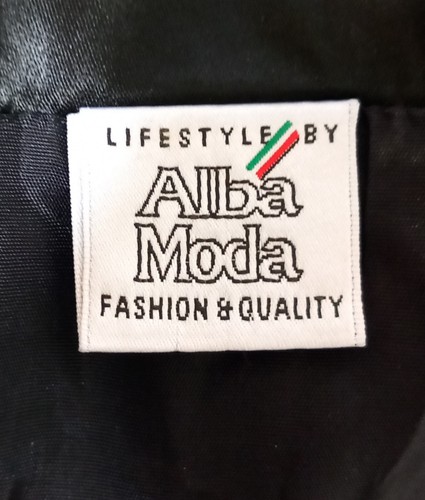 LIFESTYLE BY
Alba
Moda
FASHION & QUALITY